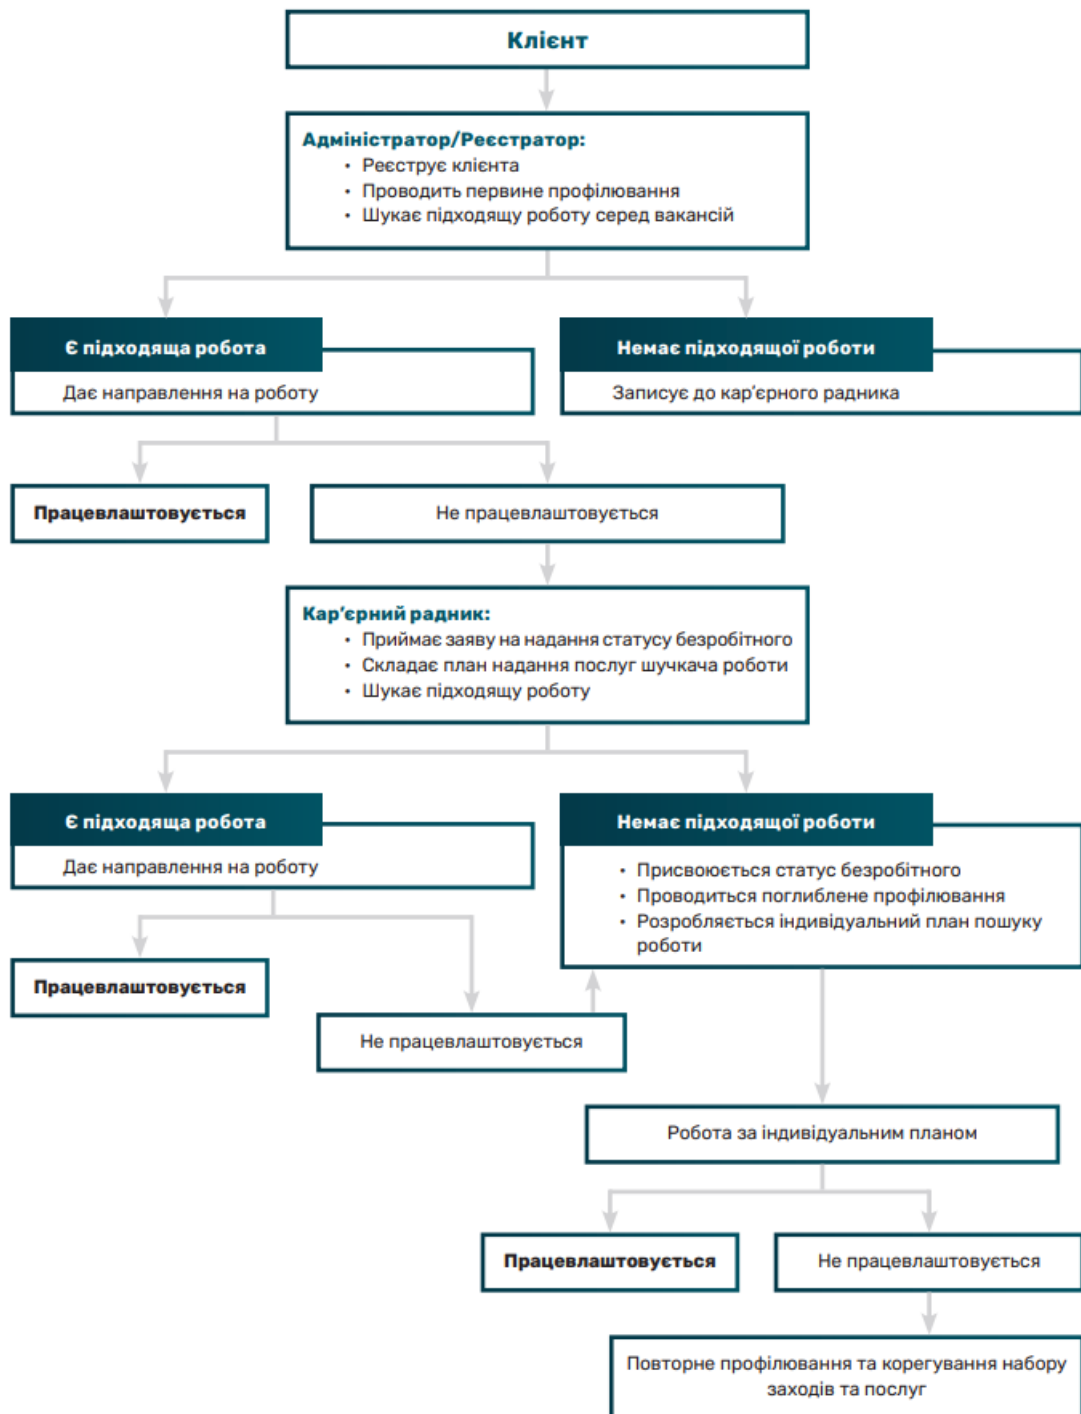 Клієнт
Адміністратор/Реєстратор:
• Реєструє клієнта
• Проводить первине профілювання
• Шукає підходящу роботу серед вакансій
Є підходяща робота
Дає направлення на роботу
Немає підходящої роботи
Записує до кар’єрного радника
Працевлаштовується
Не працевлаштовується
Кар’єрний радник:
• Приймає заяву на надання статусу безробітного
• Складає план надання послуг шучкача роботи
• Шукає підходящу роботу
Є підходяща робота
Дає направлення на роботу
Немає підходящої роботи
• Присвоюється статус безробітного
• Проводиться поглиблене профілювання
• Розробляється індивідуальний план пошуку
роботи
Працевлаштовується
Не працевлаштовується
Робота за індивідуальним планом
Працевлаштовується
Не працевлаштовується
Повторне профілювання та корегування набору
заходів та послуг